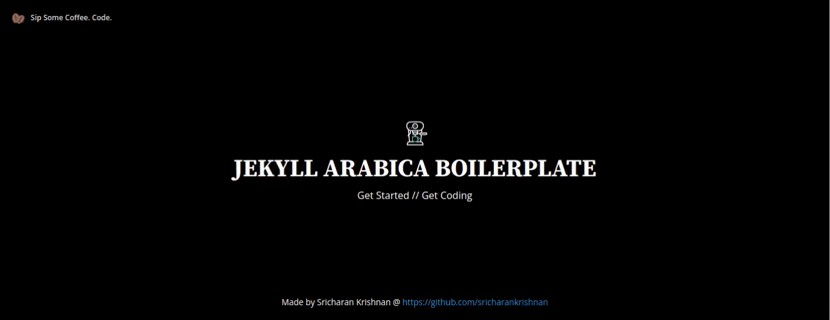 Sip Some Coffee. Code.
JEKYLL ARABICA BOILERPLATE
Get Started // Get Coding
Made by Sricharan Krishnan @ https://github.com/sricharankrishnan